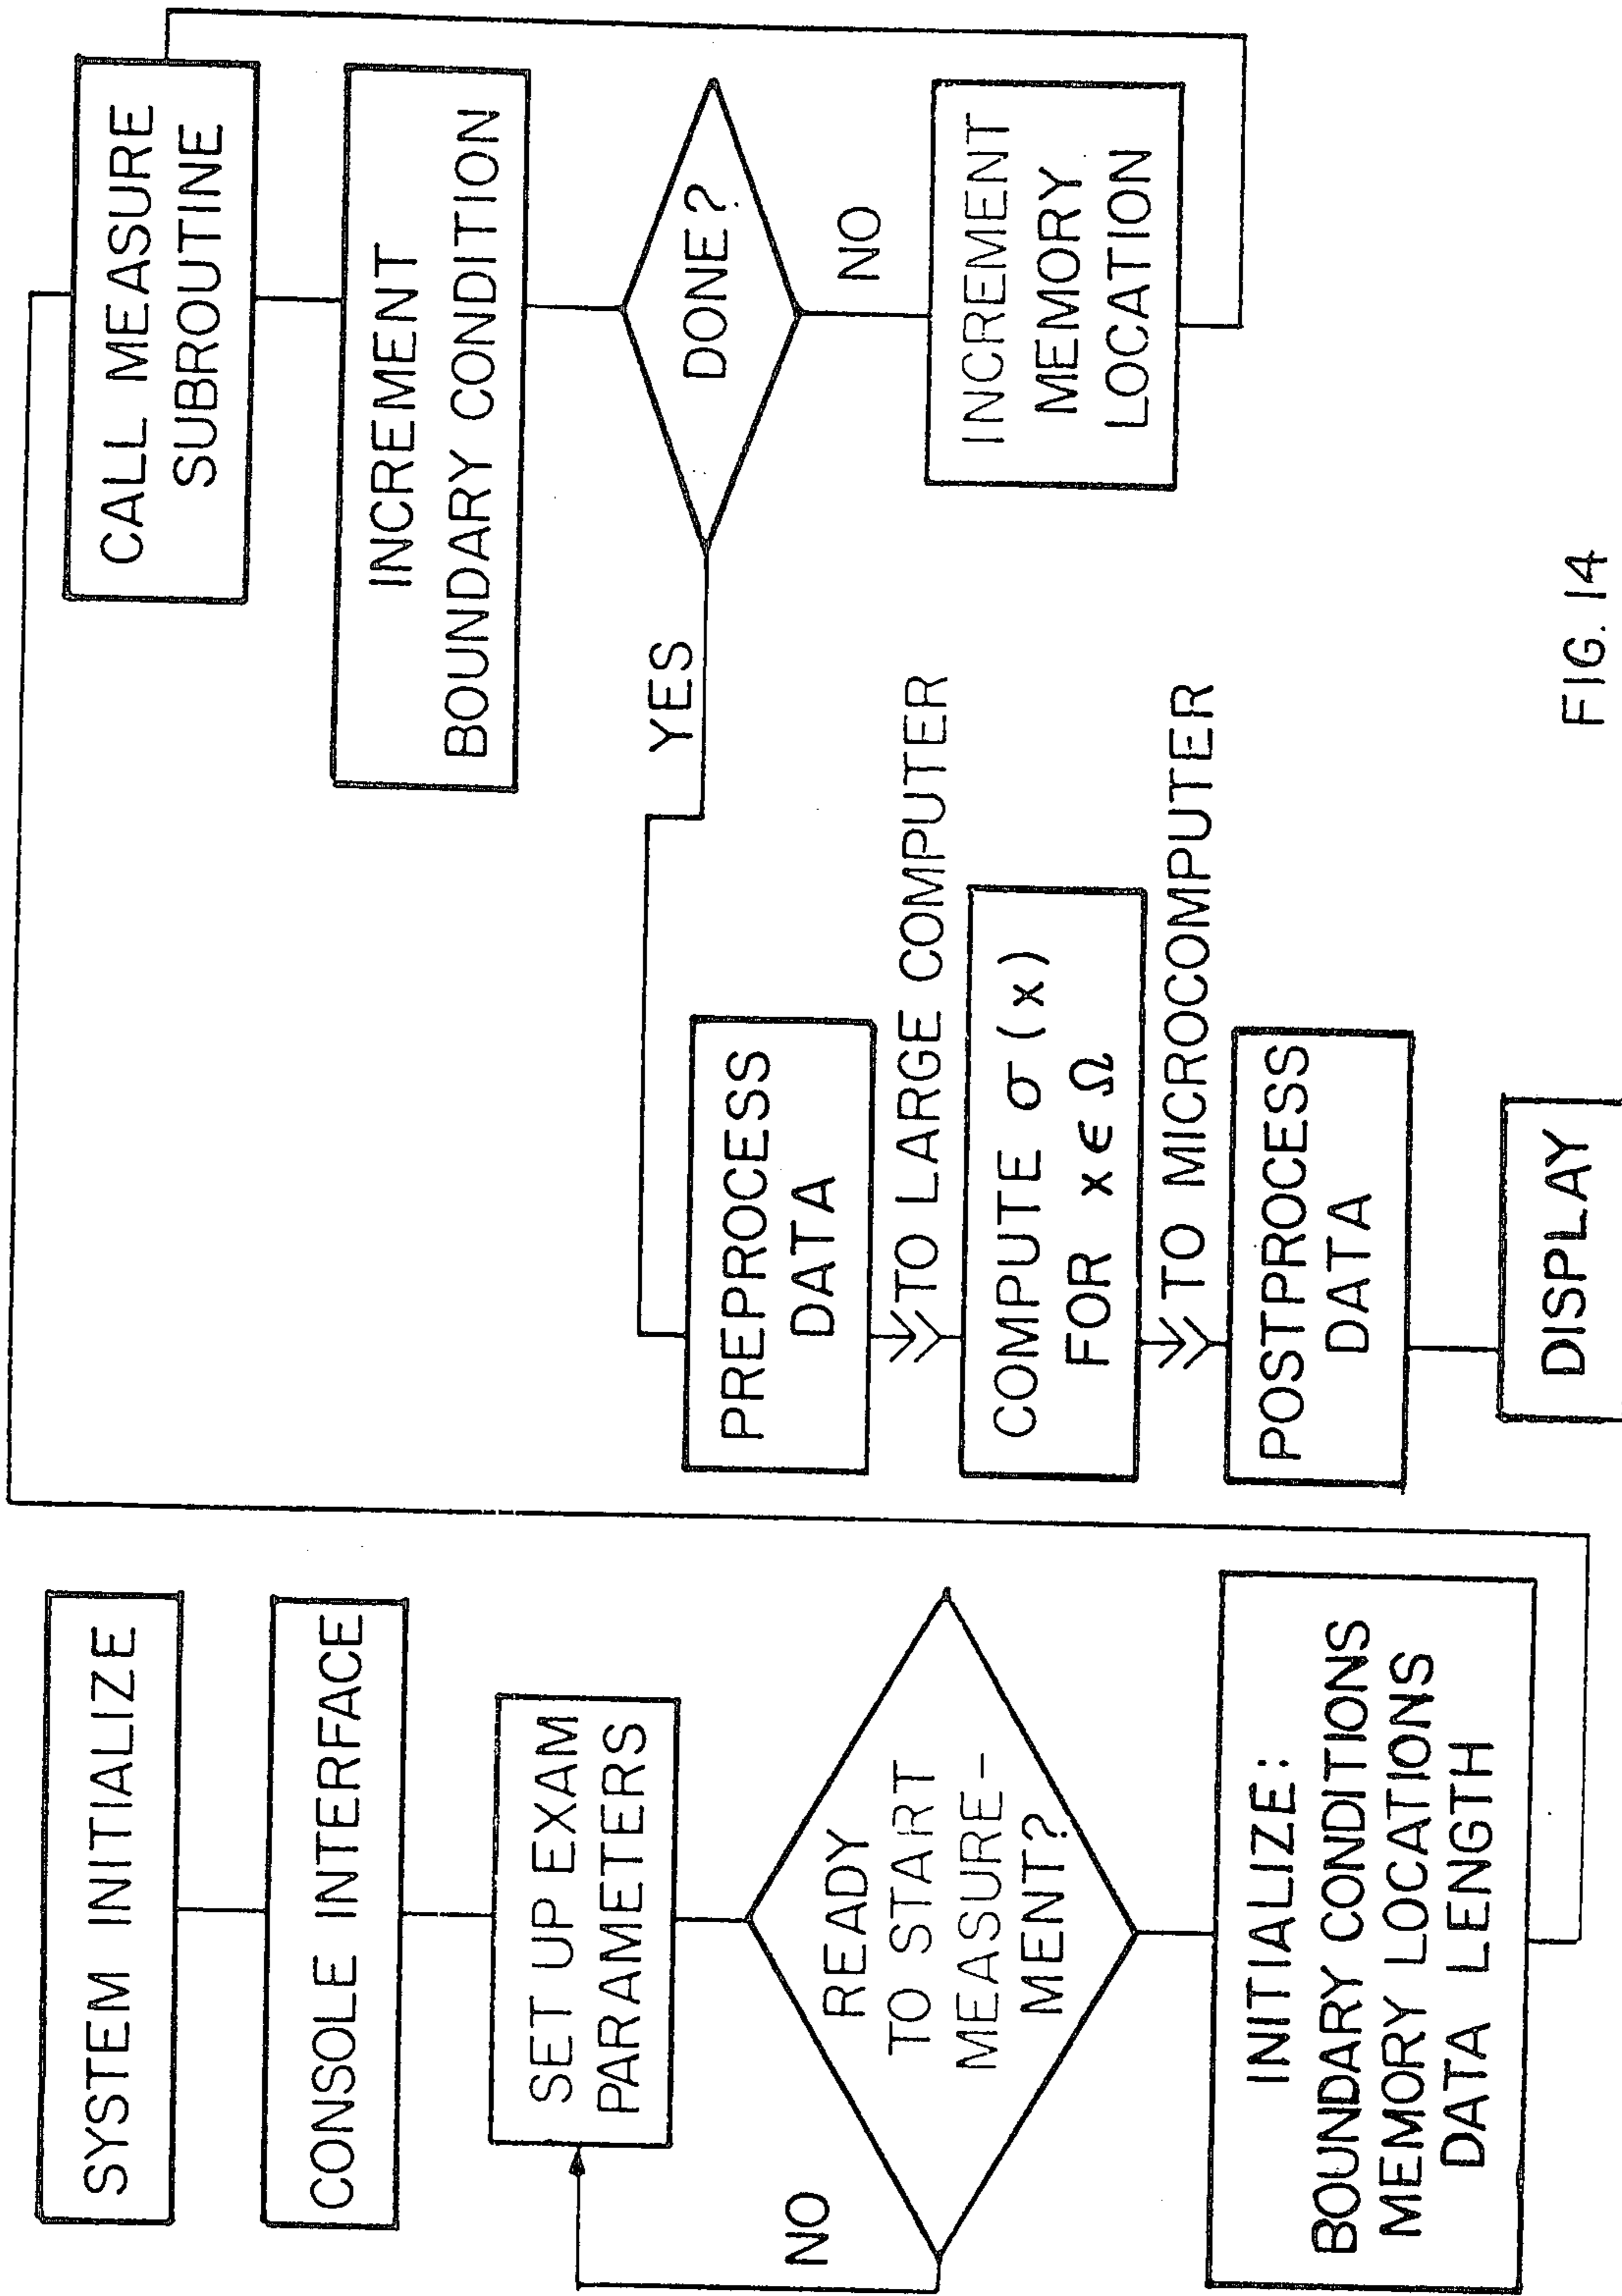 SYSTEM INITIALIZE
CONSOLE INTERFACE
SET UP EXAM
PARAMETERS
NO
READY
TO START
MEASURE-
MENT?
INITIALIZE:
BOUNDARY CONDITIONS
MEMORY LOCATIONS
DATA LENGTH
CALL MEASURE
SUBROUTINE
INCREMENT
BOUNDARY CONDITION
DONE?
YES
NO
INCREMENT
MEMORY
LOCATION
PREPROCESS
DATA
TO LARGE COMPUTER
COMPUTE σ (x)
FOR x ϵ Ω
TO MICROCOMPUTER
POSTPROCESS
DATA
DISPLAY
FIG. 14